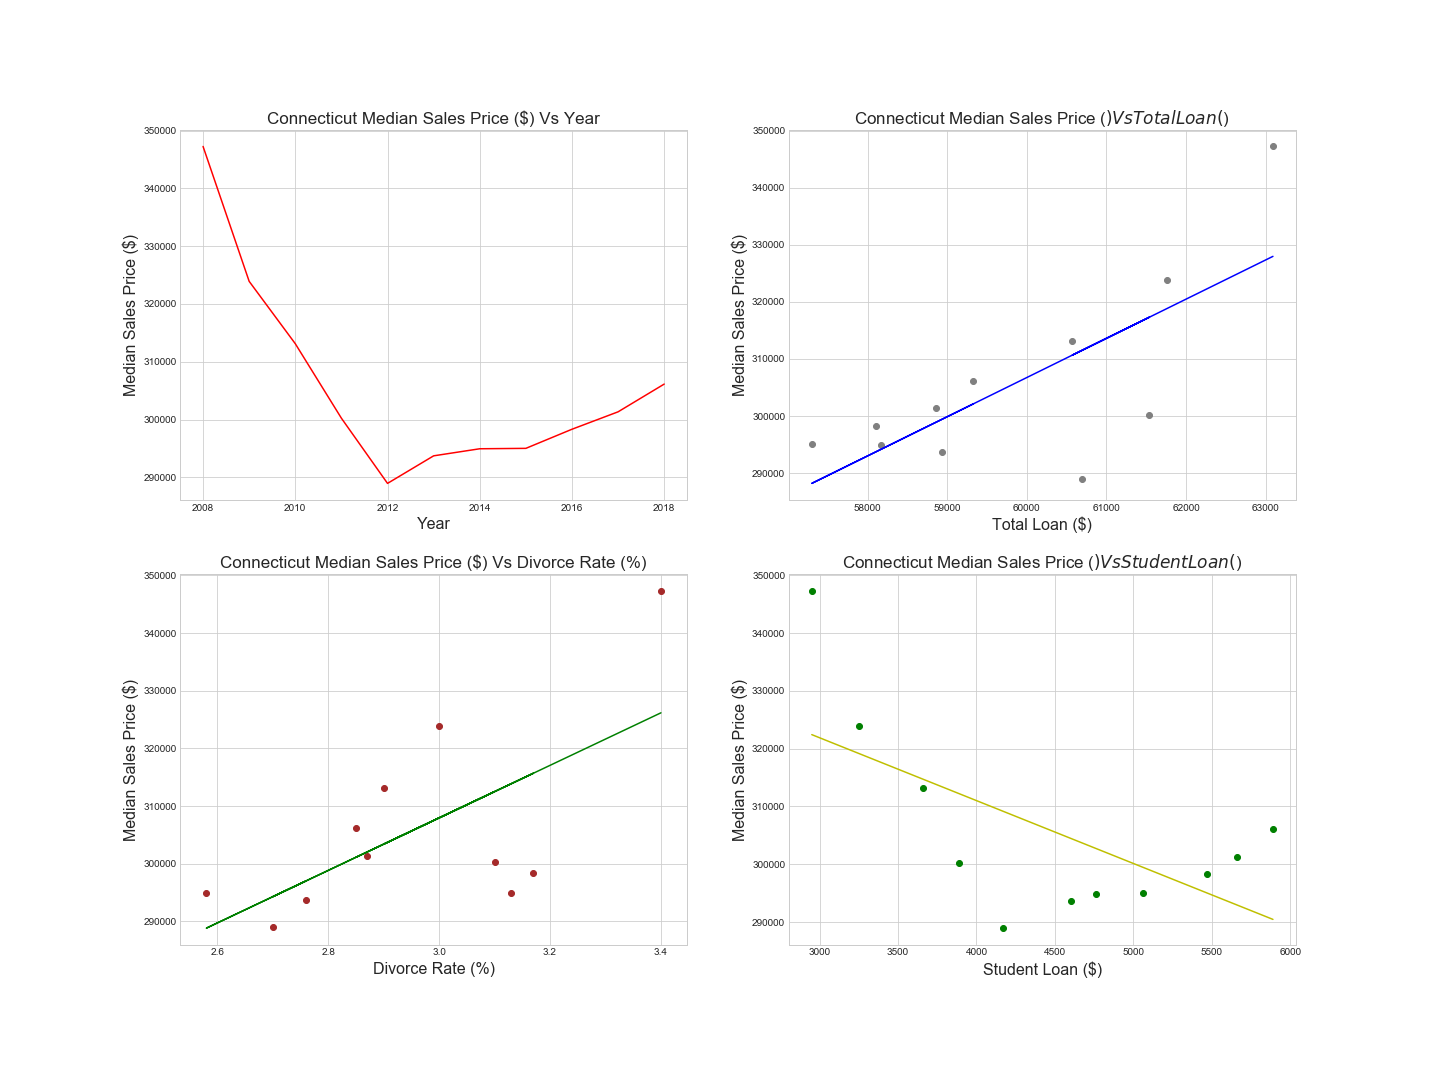 Connecticut Median Sales Price ($) Vs Year
350000
340000
330000
320000
310000
300000
290000
Median Sales Price ($)
2008 2010 2012 2014 2016 2018
Year
Connecticut Median Sales Price ()VsTotalLoan()
350000
340000
330000
320000
310000
300000
290000
Median Sales Price ($)
58000 59000 60000 61000 62000 63000
Total Loan ($)
Connecticut Median Sales Price ($) Vs Divorce Rate (%)
350000
340000
330000
320000
310000
300000
290000
Median Sales Price ($)
2.6 2.8 3.0 3.2 3.4
Divorce Rate (%)
Connecticut Median Sales Price ()VsStudentLoan()
350000
340000
330000
320000
310000
300000
290000
Median Sales Price ($)
3000 3500 4000 4500 5000 5500 6000
Student Loan ($)